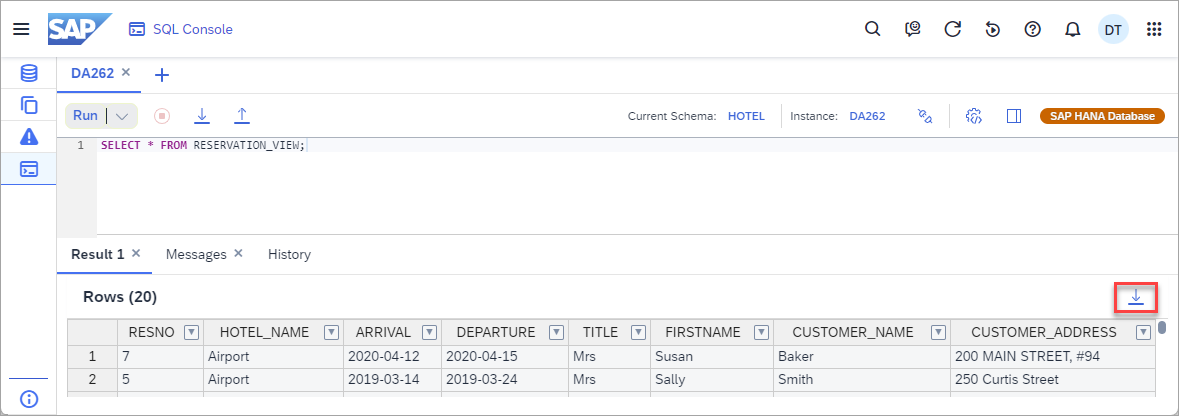 SAP SQL Console DT
DA262
Run Current Schema: HOTEL Instance: DA262 SAP HANA Database
1 SELECT * FROM RESERVATION_VIEW;
Result 1 Messages History
Rows (20)
RESNO HOTEL_NAME ARRIVAL DEPARTURE TITLE FIRSTNAME CUSTOMER_NAME CUSTOMER_ADDRESS
1 7 Airport 2020-04-12 2020-04-15 Mrs Susan Baker 200 MAIN STREET, #94
2 5 Airport 2019-03-14 2019-03-24 Mrs Sally Smith 250 Curtis Street